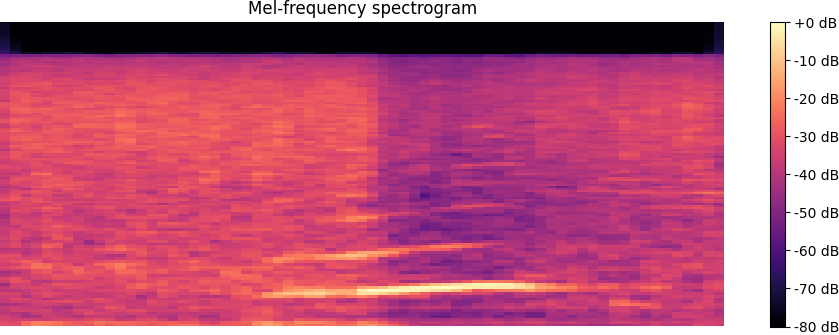 Mel-frequency spectrogram
+0 dB
-10 dB
-20 dB
-30 dB
-40 dB
-50 dB
-60 dB
-70 dB
-80 dB